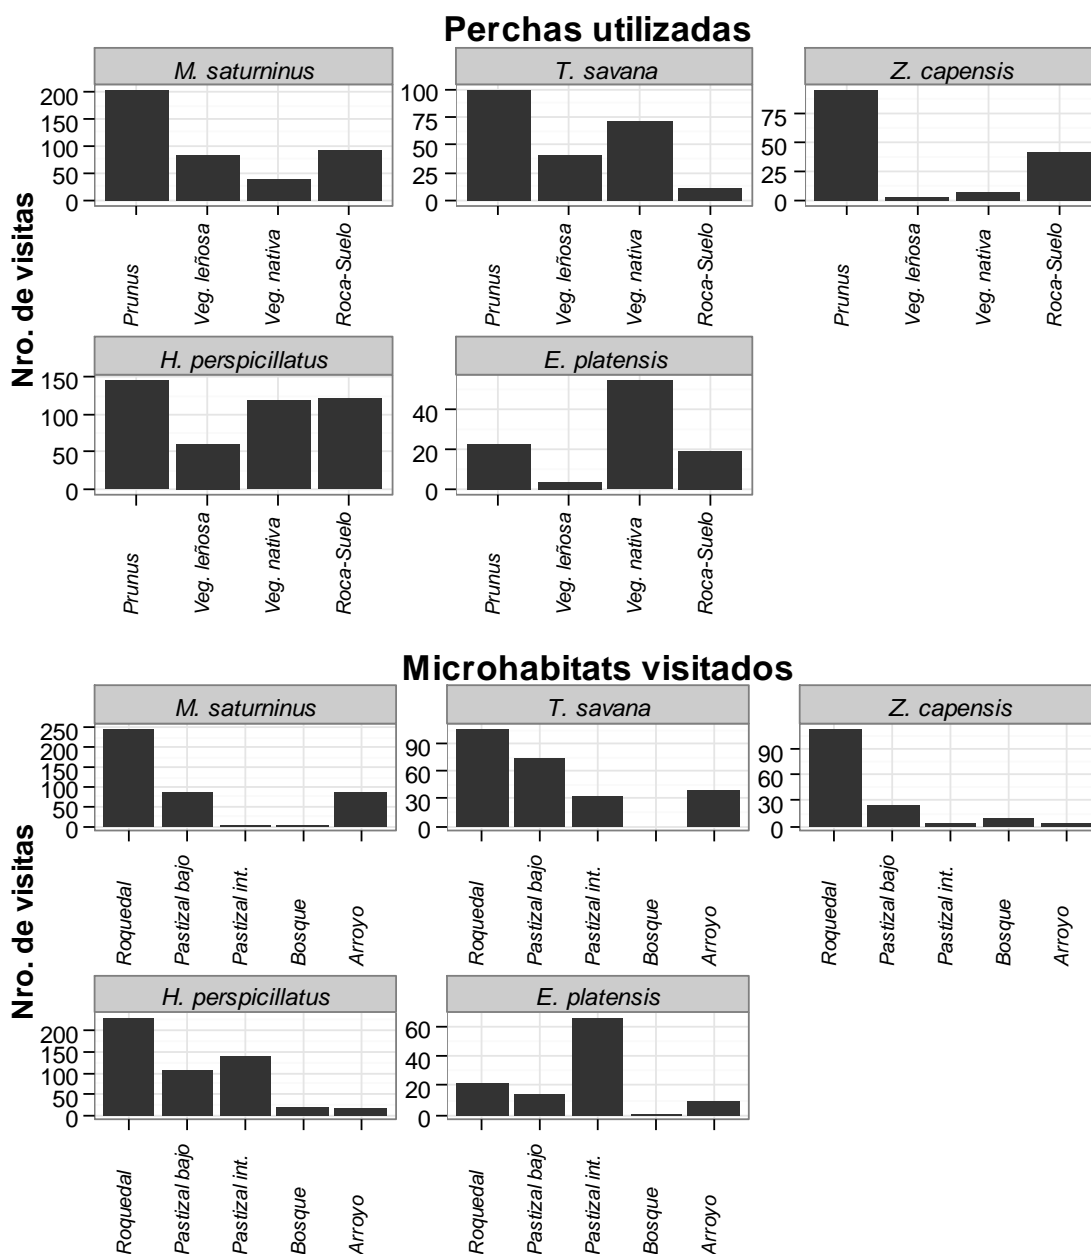 Perchas utilizadas
M. saturninus
T. savana
Z. capensis
200
150
100
50
0
100
75
50
25
0
75
50
25
0
Prunus
Veg. leñosa
Veg. nativa
Roca-Suelo
Prunus
Veg. leñosa
Veg. nativa
Roca-Suelo
Prunus
Veg. leñosa
Veg. nativa
Roca-Suelo
Nro. de visitas
H. perspicillatus
E. platensis
150
100
50
0
40
20
0
Prunus
Veg. leñosa
Veg. nativa
Roca-Suelo
Prunus
Veg. leñosa
Veg. nativa
Roca-Suelo
Microhabitats visitados
M. saturninus
T. savana
Z. capensis
250
200
150
100
50
0
90
60
30
0
90
60
30
0
Roquedal
Pastizal bajo
Pastizal int.
Bosque
Arroyo
Roquedal
Pastizal bajo
Pastizal int.
Bosque
Arroyo
Roquedal
Pastizal bajo
Pastizal int.
Bosque
Arroyo
Nro. de visitas
H. perspicillatus
E. platensis
200
150
100
50
0
60
40
20
0
Roquedal
Pastizal bajo
Pastizal int.
Bosque
Arroyo
Roquedal
Pastizal bajo
Pastizal int.
Bosque
Arroyo